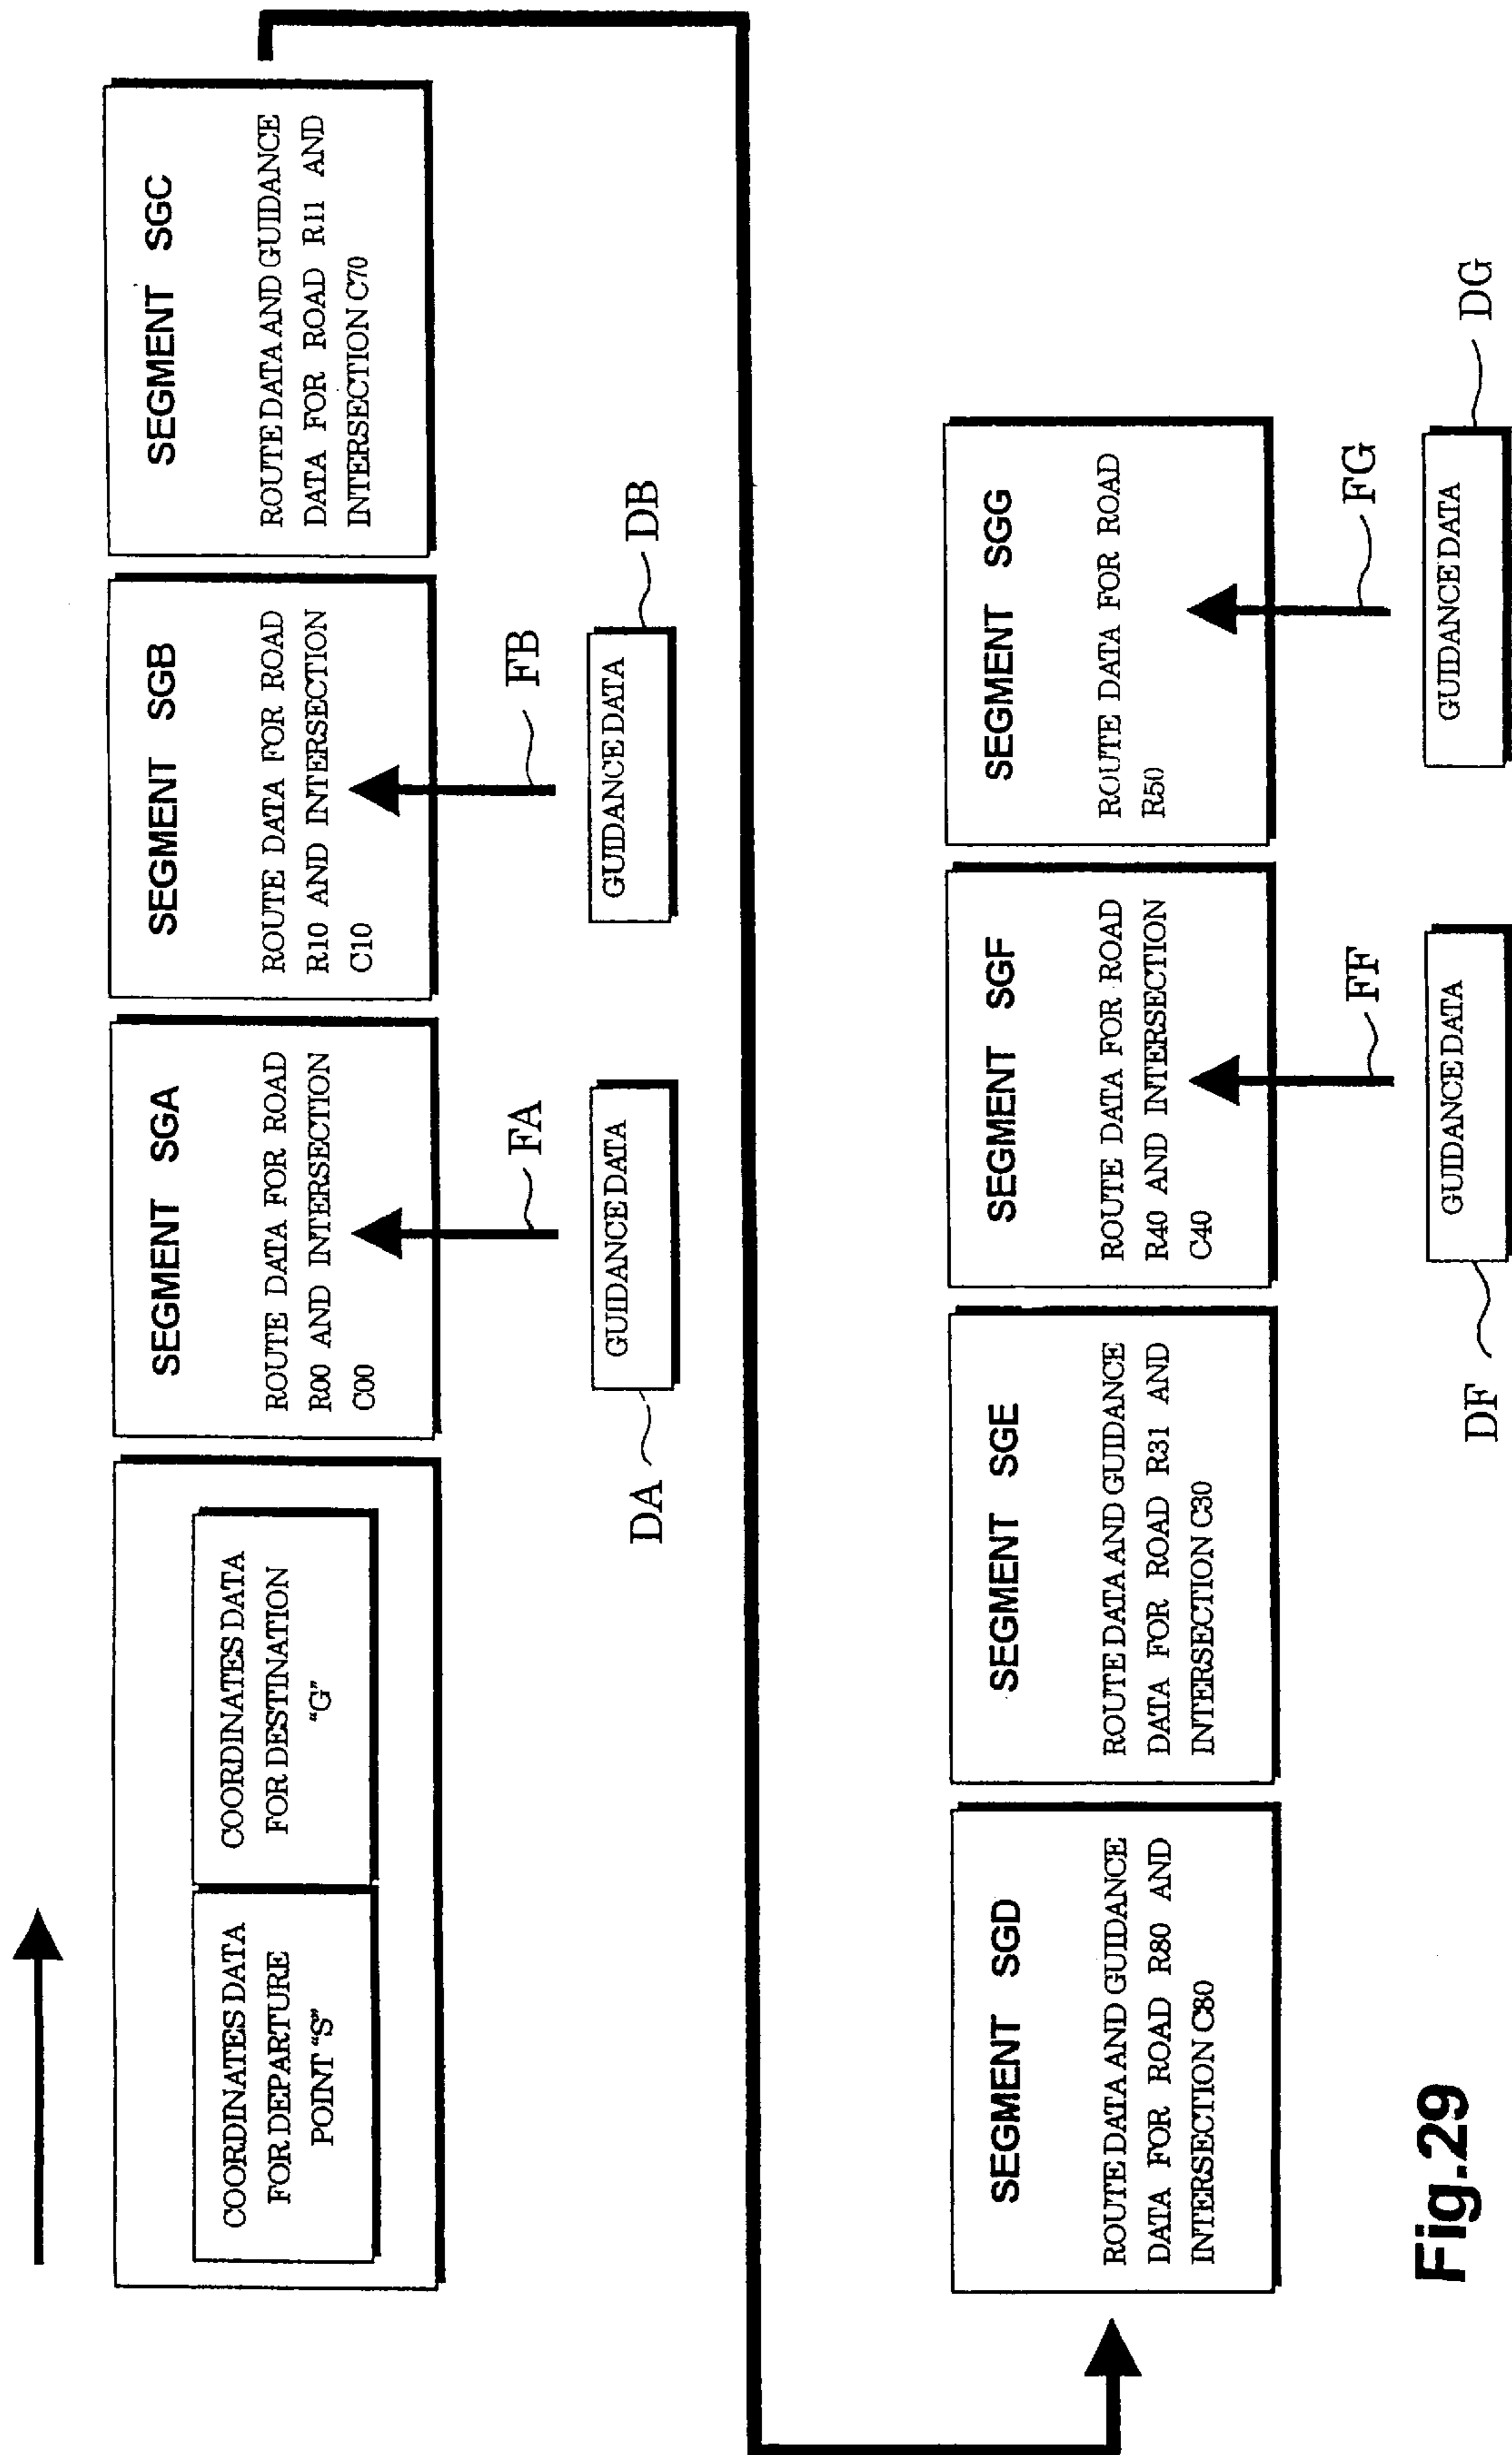 COORDINATES DATA
FOR DEPARTURE
POINT "S"
COORDINATES DATA
FOR DESTINATION
"G"
SEGMENT SGA
ROUTE DATA FOR ROAD
R00 AND INTERSECTION
C00
SEGMENT SGB
ROUTE DATA FOR ROAD
R10 AND INTERSECTION
C10
SEGMENT SGC
ROUTE DATA AND GUIDANCE
DATA FOR ROAD R11 AND
INTERSECTION C70
FA
FB
DA
GUIDANCE DATA
GUIDANCE DATA
DB
SEGMENT SGD
ROUTE DATA AND GUIDANCE
DATA FOR ROAD R80 AND
INTERSECTION C80
SEGMENT SGE
ROUTE DATA AND GUIDANCE
DATA FOR ROAD R31 AND
INTERSECTION C30
SEGMENT SGF
ROUTE DATA FOR ROAD
R40 AND INTERSECTION
C40
SEGMENT SGG
ROUTE DATA FOR ROAD
R50
FF
FG
DF
GUIDANCE DATA
GUIDANCE DATA
DG
Fig.29